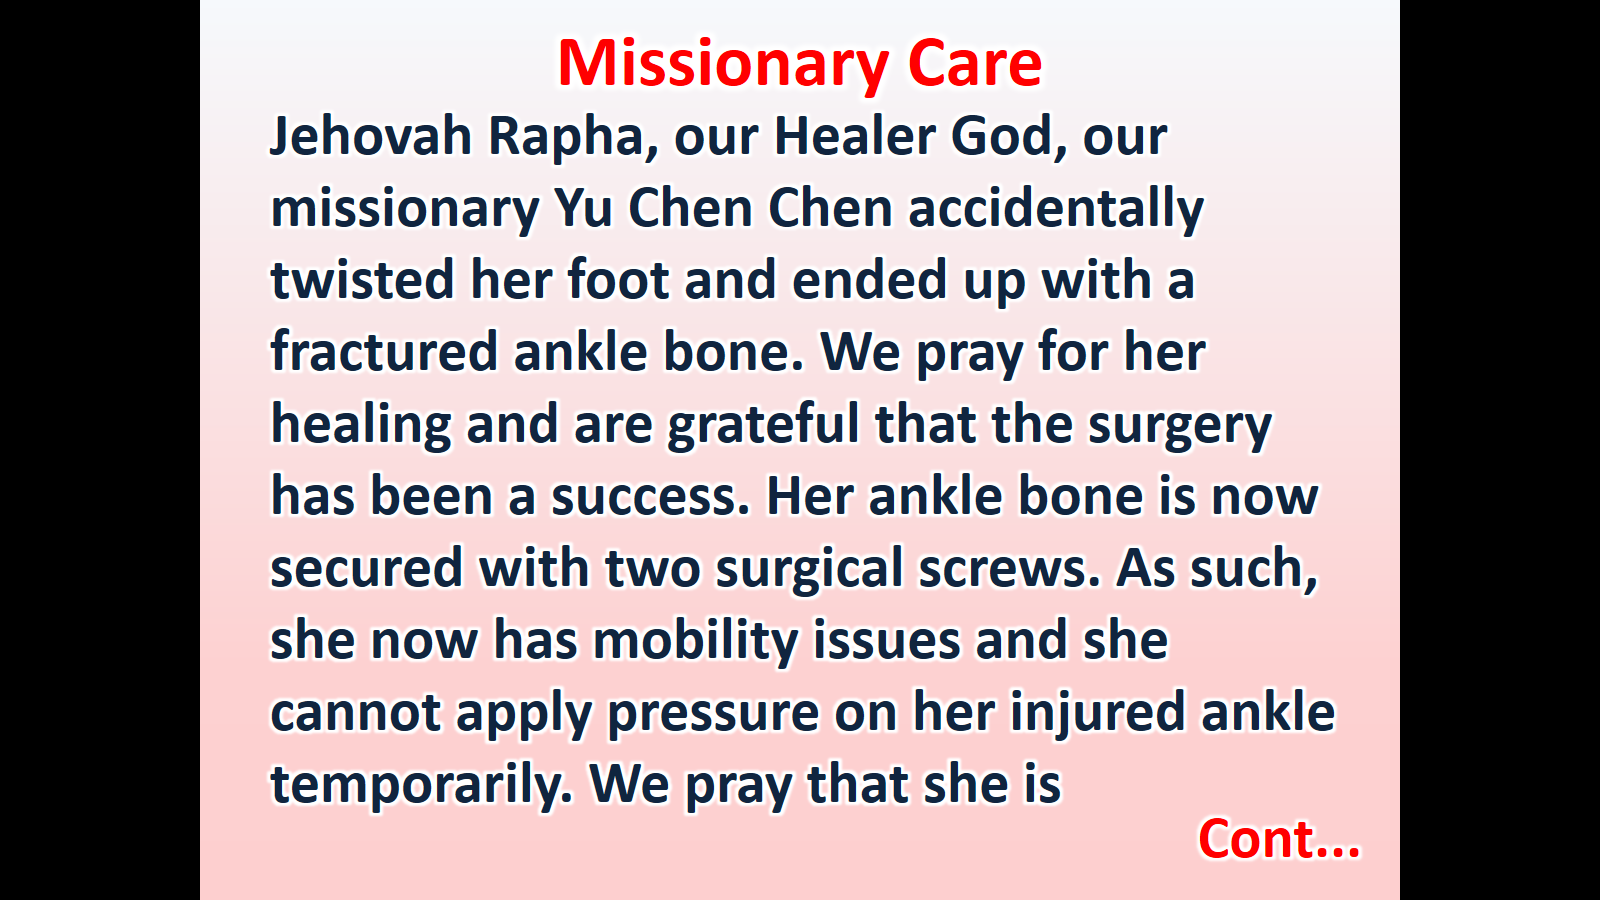 Missionary Care
Jehovah Rapha, our Healer God, our
missionary Yu Chen Chen accidentally
twisted her foot and ended up with a
fractured ankle bone. We pray for her
healing and are grateful that the surgery
has been a success. Her ankle bone is now
secured with two surgical screws. As such,
she now has mobility issues and she
cannot apply pressure on her injured ankle
temporarily. We pray that she is
Cont...